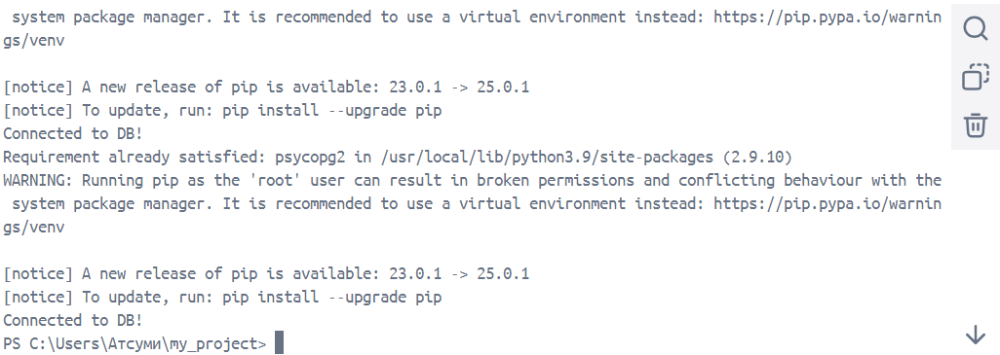 system package manager. It is recommended to use a virtual environment instead: https://pip.pypa.io/warnin
gs/venv
[notice] A new release of pip is available: 23.0.1 -> 25.0.1
[notice] To update, run: pip install --upgrade pip
Connected to DB!
Requirement already satisfied: psycopg2 in /usr/local/lib/python3.9/site-packages (2.9.10)
WARNING: Running pip as the 'root' user can result in broken permissions and conflicting behaviour with the
system package manager. It is recommended to use a virtual environment instead: https://pip.pypa.io/warnin
gs/venv
[notice] A new release of pip is available: 23.0.1 -> 25.0.1
[notice] To update, run: pip install --upgrade pip
Connected to DB!
PS C:\Users\Атсуми\my_project>